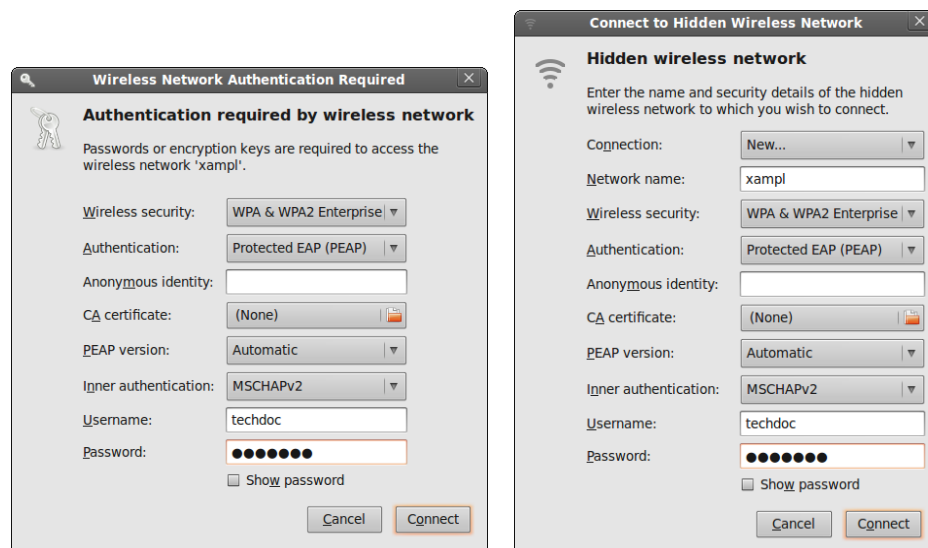 Wireless Network Authentication Required
Authentication required by wireless network
Passwords or encryption keys are required to access the
wireless network 'xampl'.
Wireless security: WPA & WPA2 Enterprise
Authentication: Protected EAP (PEAP)
Anonymous identity:
CA certificate: (None)
PEAP version: Automatic
Inner authentication: MSCHAPv2
Username: techdoc
Password: ●●●●●●●
Show password
Cancel Connect
Connect to Hidden Wireless Network
Hidden wireless network
Enter the name and security details of the hidden
wireless network to which you wish to connect.
Connection: New...
Network name: xampl
Wireless security: WPA & WPA2 Enterprise
Authentication: Protected EAP (PEAP)
Anonymous identity:
CA certificate: (None)
PEAP version: Automatic
Inner authentication: MSCHAPv2
Username: techdoc
Password: ●●●●●●●
Show password
Cancel Connect